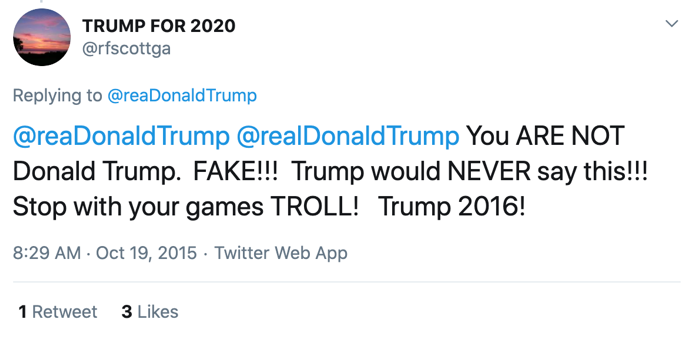 TRUMP FOR 2020
@rfscottga
Replying to @reaDonaldTrump
@reaDonaldTrump @realDonaldTrump You ARE NOT
Donald Trump.  FAKE!!!  Trump would NEVER say this!!!
Stop with your games TROLL!   Trump 2016!
8:29 AM · Oct 19, 2015 · Twitter Web App
1 Retweet   3 Likes